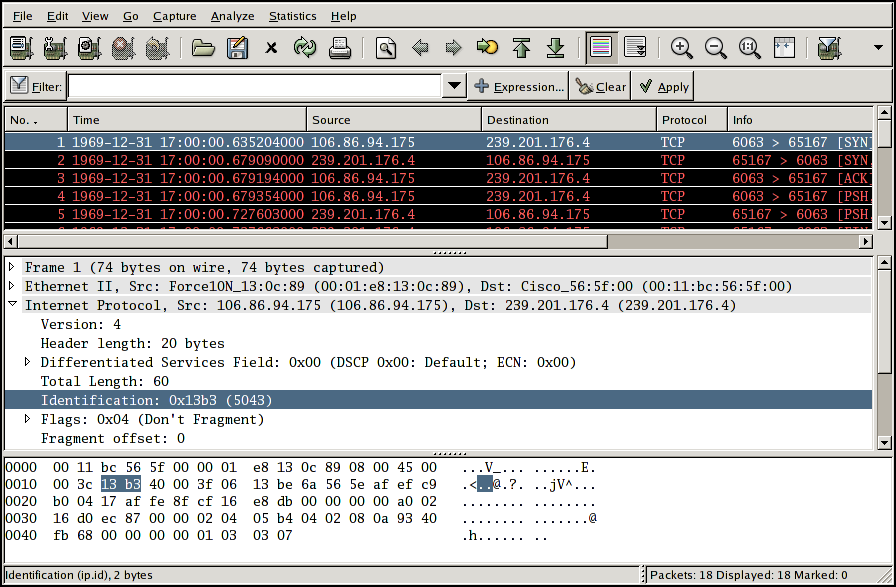 File Edit View Go Capture Analyze Statistics Help
Filter: Expression... Clear Apply
No. . Time Source Destination Protocol Info
1 1969-12-31 17:00:00.635204000 106.86.94.175 239.201.176.4 TCP 6063 > 65167 [SYN]
2 1969-12-31 17:00:00.679090000 239.201.176.4 106.86.94.175 TCP 65167 > 6063 [SYN,
3 1969-12-31 17:00:00.679194000 106.86.94.175 239.201.176.4 TCP 6063 > 65167 [ACK]
4 1969-12-31 17:00:00.679354000 106.86.94.175 239.201.176.4 TCP 6063 > 65167 [PSH,
5 1969-12-31 17:00:00.727603000 239.201.176.4 106.86.94.175 TCP 65167 > 6063 [PSH,
Frame 1 (74 bytes on wire, 74 bytes captured)
Ethernet II, Src: Force10N_13:0c:89 (00:01:e8:13:0c:89), Dst: Cisco_56:5f:00 (00:11:bc:56:5f:00)
Internet Protocol, Src: 106.86.94.175 (106.86.94.175), Dst: 239.201.176.4 (239.201.176.4)
Version: 4
Header length: 20 bytes
Differentiated Services Field: 0x00 (DSCP 0x00: Default; ECN: 0x00)
Total Length: 60
Identification: 0x13b3 (5043)
Flags: 0x04 (Don't Fragment)
Fragment offset: 0
0000 00 11 bc 56 5f 00 00 01 e8 13 0c 89 08 00 45 00 ...V_... ......E.
0010 00 3c 13 b3 40 00 3f 06 13 be 6a 56 5e af ef c9 .<..@.?. ..jV^...
0020 b0 04 17 af fe 8f cf 16 e8 db 00 00 00 00 a0 02 ........ ........
0030 16 d0 ec 87 00 00 02 04 05 b4 04 02 08 0a 93 40 ........ .......@
0040 fb 68 00 00 00 00 01 03 03 07 .h...... ..
Identification (ip.id), 2 bytes Packets: 18 Displayed: 18 Marked: 0